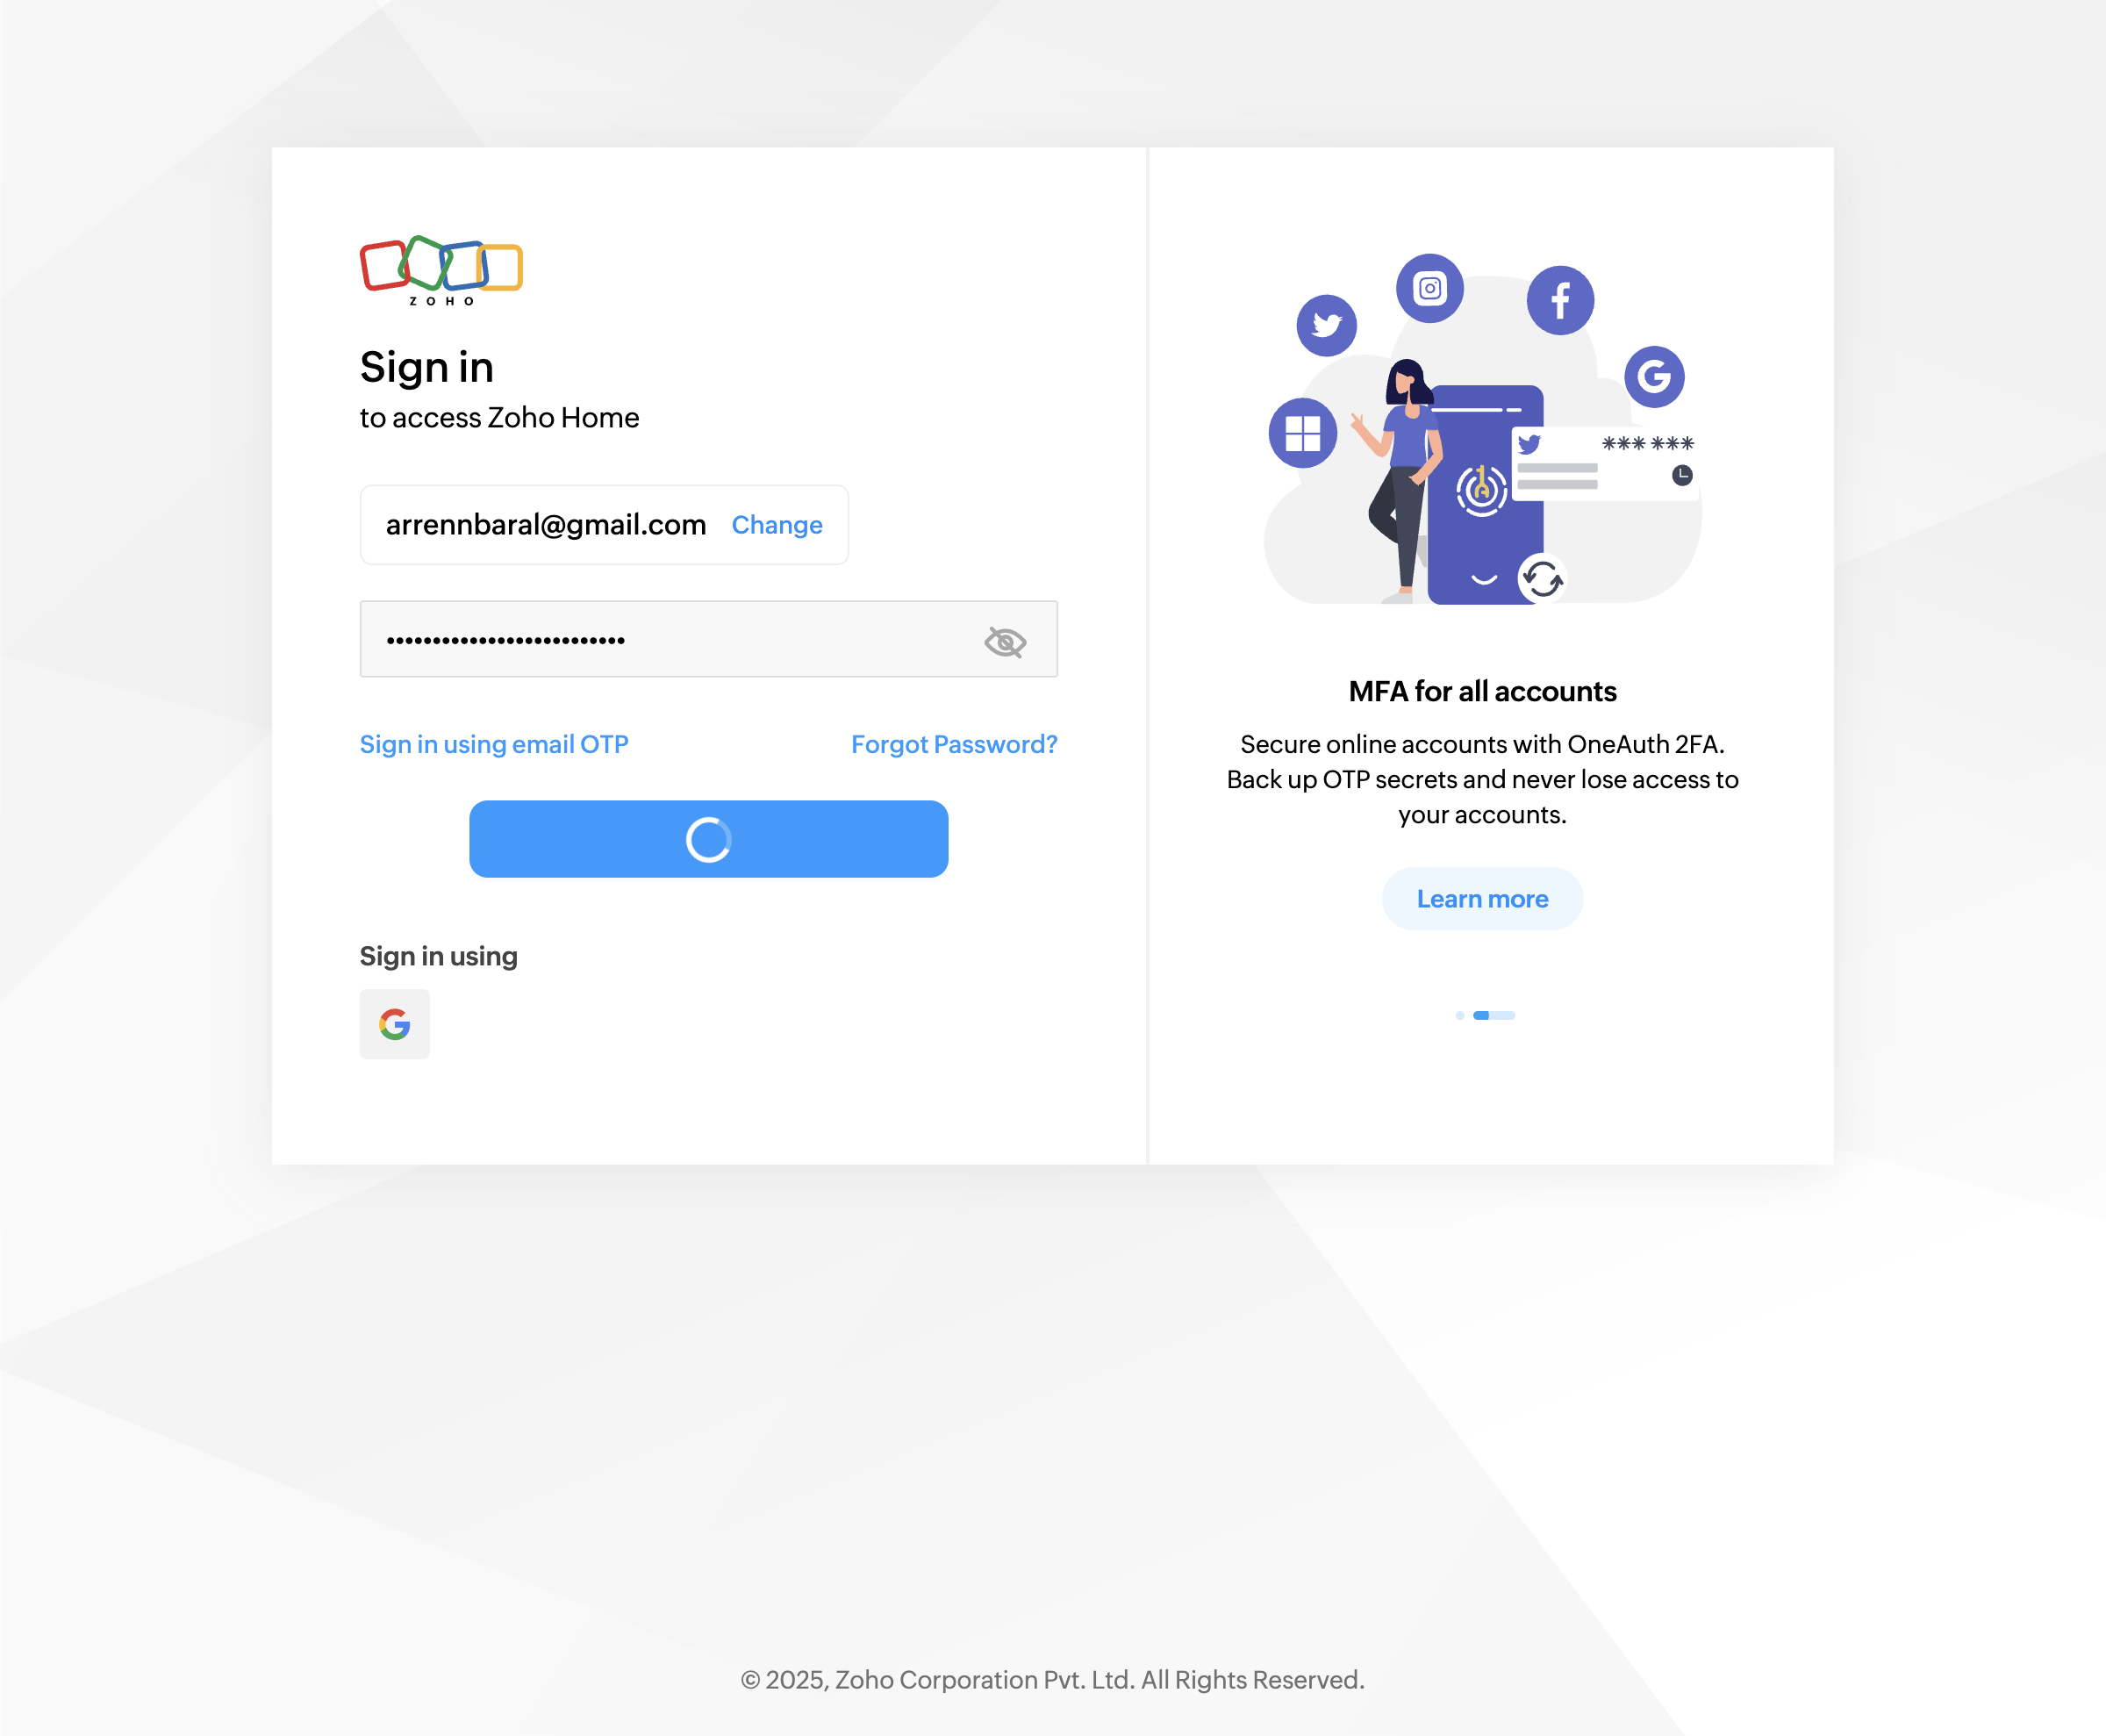 ZOHO
Sign in
to access Zoho Home
arrennbaral@gmail.com Change
•••••••••••••••••••••••••• 
Sign in using email OTP Forgot Password?
Sign in using
*** ***
MFA for all accounts
Secure online accounts with OneAuth 2FA.
Back up OTP secrets and never lose access to
your accounts.
Learn more
© 2025, Zoho Corporation Pvt. Ltd. All Rights Reserved.